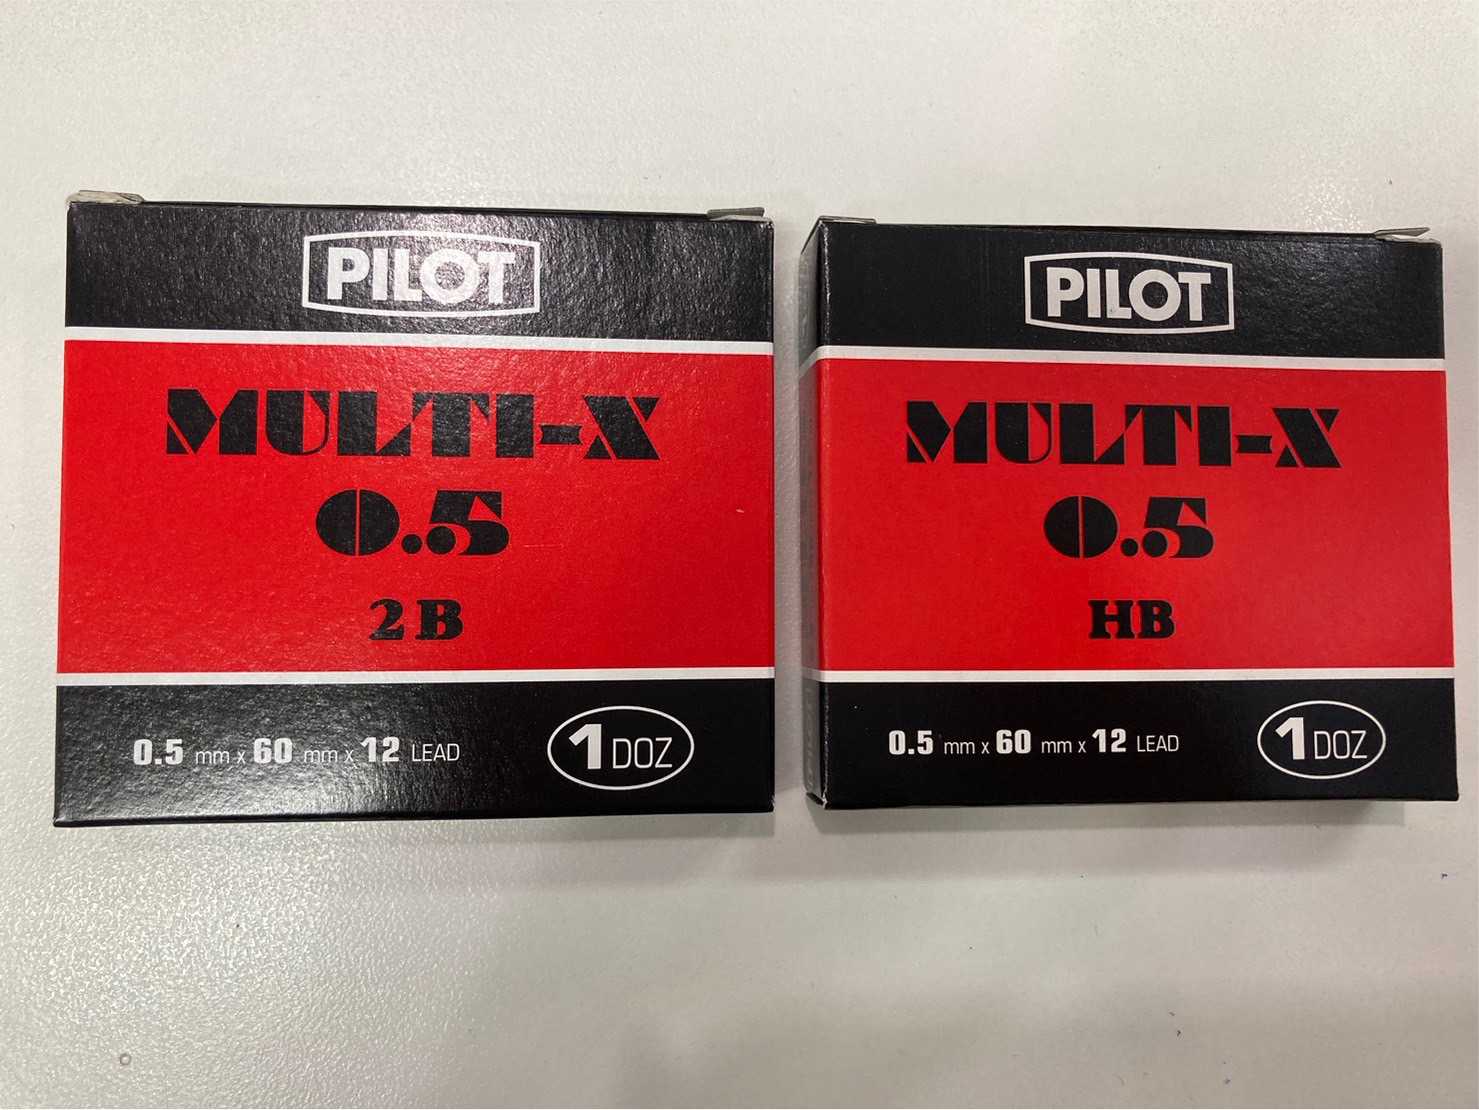 PILOT
MULTI-X
0.5
2B
0.5 mm x 60 mm x 12 LEAD
1 DOZ
PILOT
MULTI-X
0.5
HB
0.5 mm x 60 mm x 12 LEAD
1 DOZ